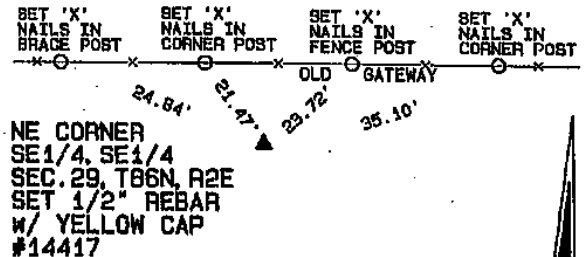 SET 'X' NAILS IN BRACE POST
SET 'X' NAILS IN CORNER POST
SET 'X' NAILS IN FENCE POST
SET 'X' NAILS IN CORNER POST
OLD GATEWAY
24.84'
21.47'
23.72'
35.10'
NE CORNER
SE1/4, SE1/4
SEC. 29, T86N, R2E
SET 1/2" REBAR
W/ YELLOW CAP
#14417